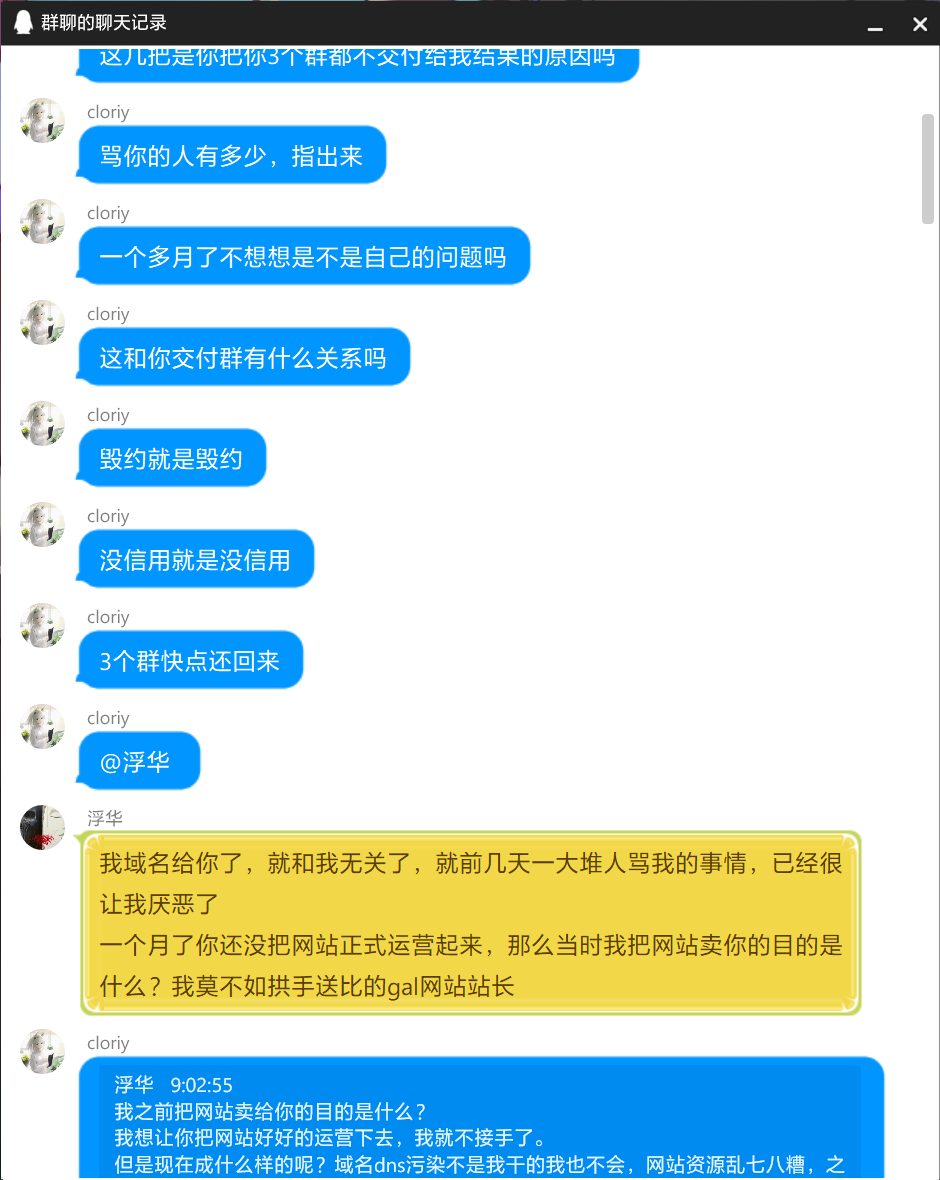 群聊的聊天记录
这几把是你把你3个群都不交付给我结果的原因吗
cloriy
骂你的人有多少，指出来
cloriy
一个多月了不想想是不是自己的问题吗
cloriy
这和你交付群有什么关系吗
cloriy
毁约就是毁约
cloriy
没信用就是没信用
cloriy
3个群快点还回来
cloriy
@浮华
浮华
我域名给你了，就和我无关了，就前几天一大堆人骂我的事情，已经很
让我厌恶了
一个月了你还没把网站正式运营起来，那么当时我把网站卖你的目的是
什么？我莫不如拱手送比的gal网站站长
cloriy
浮华 9:02:55
我之前把网站卖给你的目的是什么？
我想让你把网站好好的运营下去，我就不接手了。
但是现在成什么样的呢？域名dns污染不是我干的我也不会，网站资源乱七八糟，之